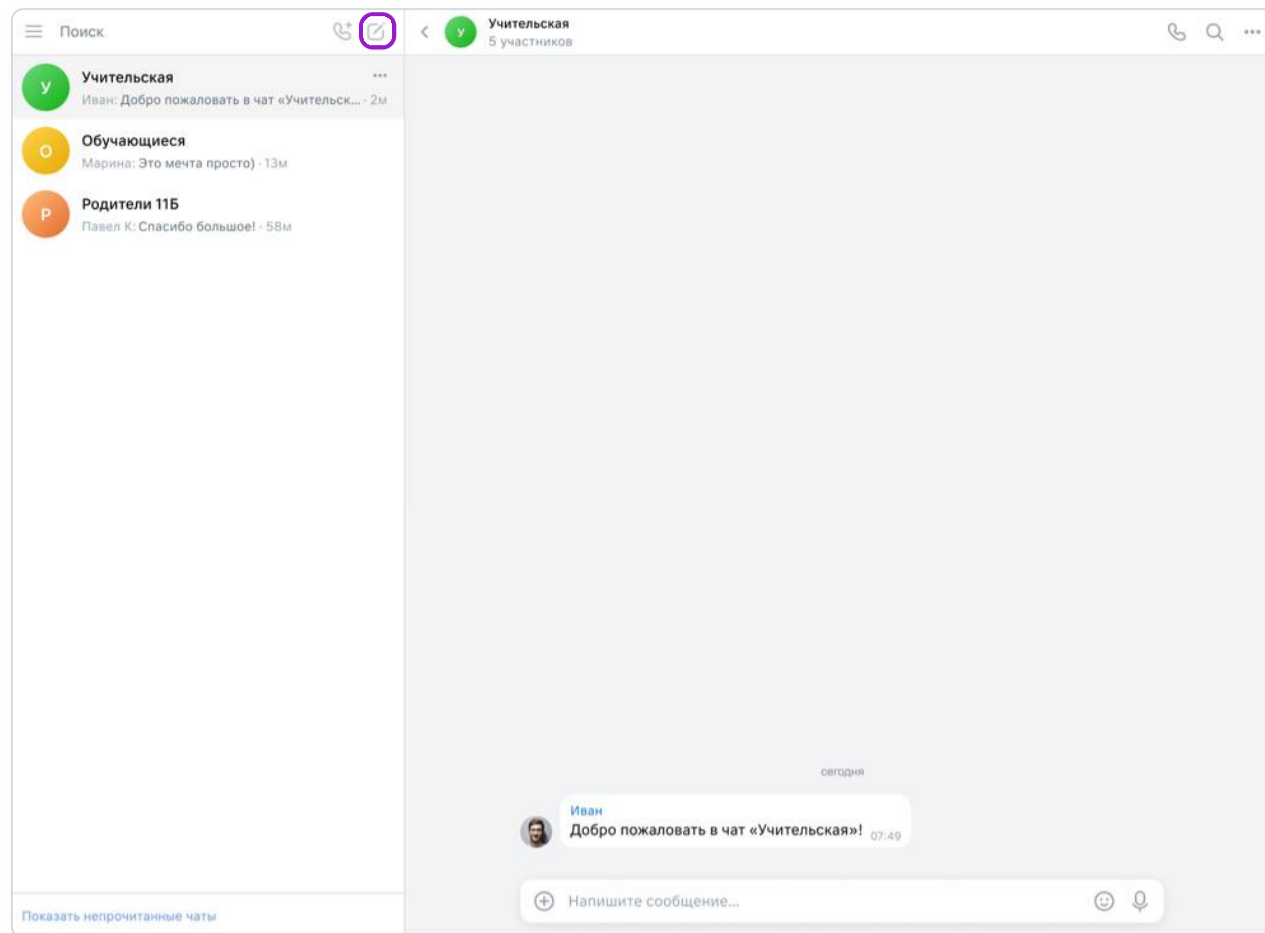 Поиск
У
Учительская
Иван: Добро пожаловать в чат «Учительск... · 2м
О
Обучающиеся
Марина: Это мечта просто) · 13м
Р
Родители 11Б
Павел К: Спасибо большое! · 58м
Показать непрочитанные чаты
У
Учительская
5 участников
сегодня
Иван
Добро пожаловать в чат «Учительская»! 07:49
Напишите сообщение...